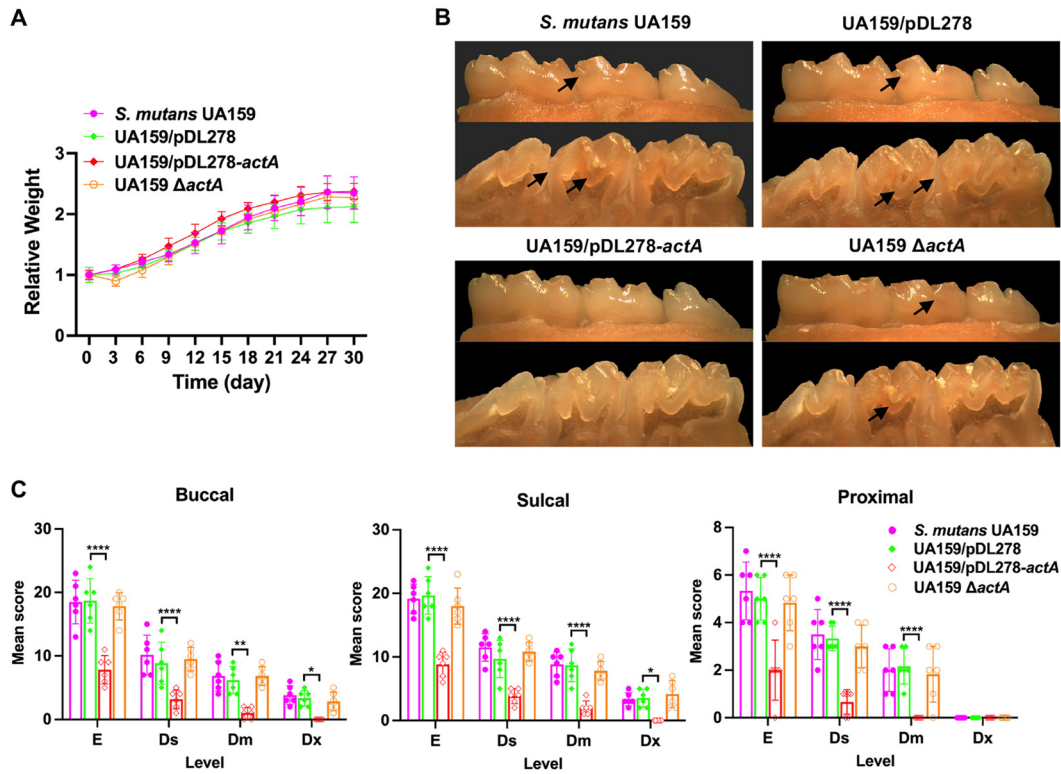 A
S. mutans UA159
UA159/pDL278
UA159/pDL278-actA
UA159 ΔactA
Relative Weight
3
2
1
0
0 3 6 9 12 15 18 21 24 27 30
Time (day)
B
S. mutans UA159
UA159/pDL278
UA159/pDL278-actA
UA159 ΔactA
C
Buccal
Mean score
30
20
10
0
**** **** ** *
E Ds Dm Dx
Level
Sulcal
Mean score
30
20
10
0
**** **** **** *
E Ds Dm Dx
Level
Proximal
S. mutans UA159
UA159/pDL278
UA159/pDL278-actA
UA159 ΔactA
Mean score
8
6
4
2
0
**** **** ****
E Ds Dm Dx
Level